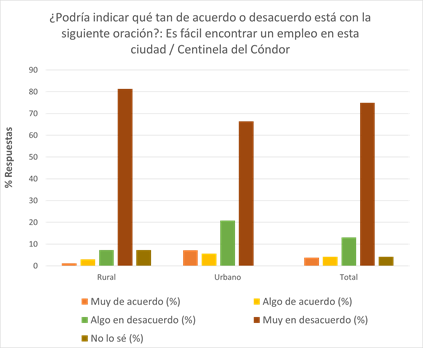 ¿Podría indicar qué tan de acuerdo o desacuerdo está con la
siguiente oración?: Es fácil encontrar un empleo en esta
ciudad / Centinela del Cóndor
% Respuestas
90
80
70
60
50
40
30
20
10
0
Rural
Urbano
Total
Muy de acuerdo (%)
Algo de acuerdo (%)
Algo en desacuerdo (%)
Muy en desacuerdo (%)
No lo sé (%)